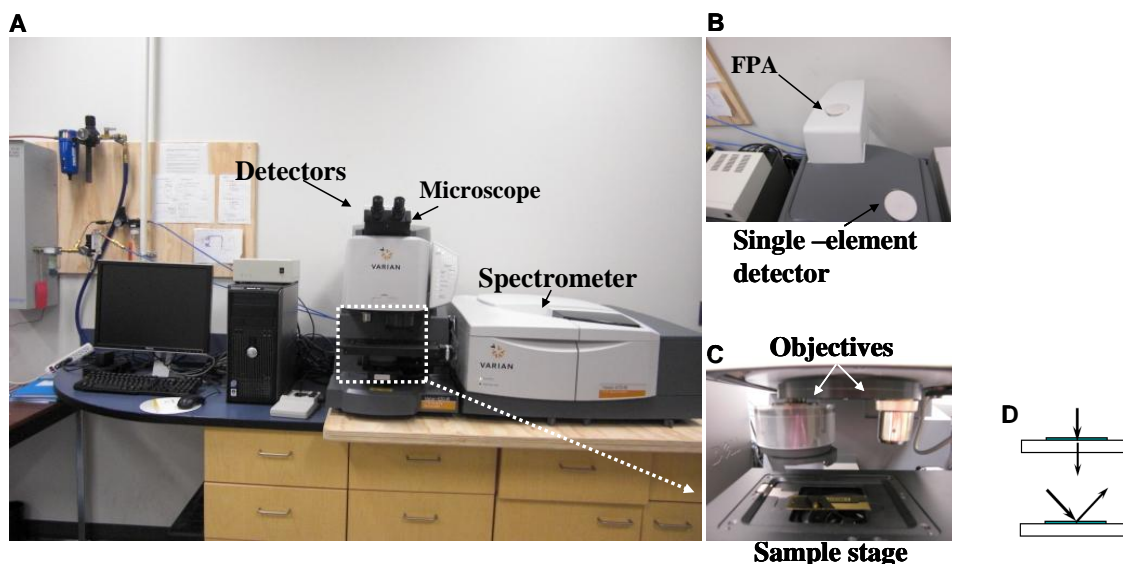 A
Detectors
Microscope
VARIAN
Spectrometer
VARIAN
B
FPA
Single –element
detector
C
Objectives
Sample stage
D